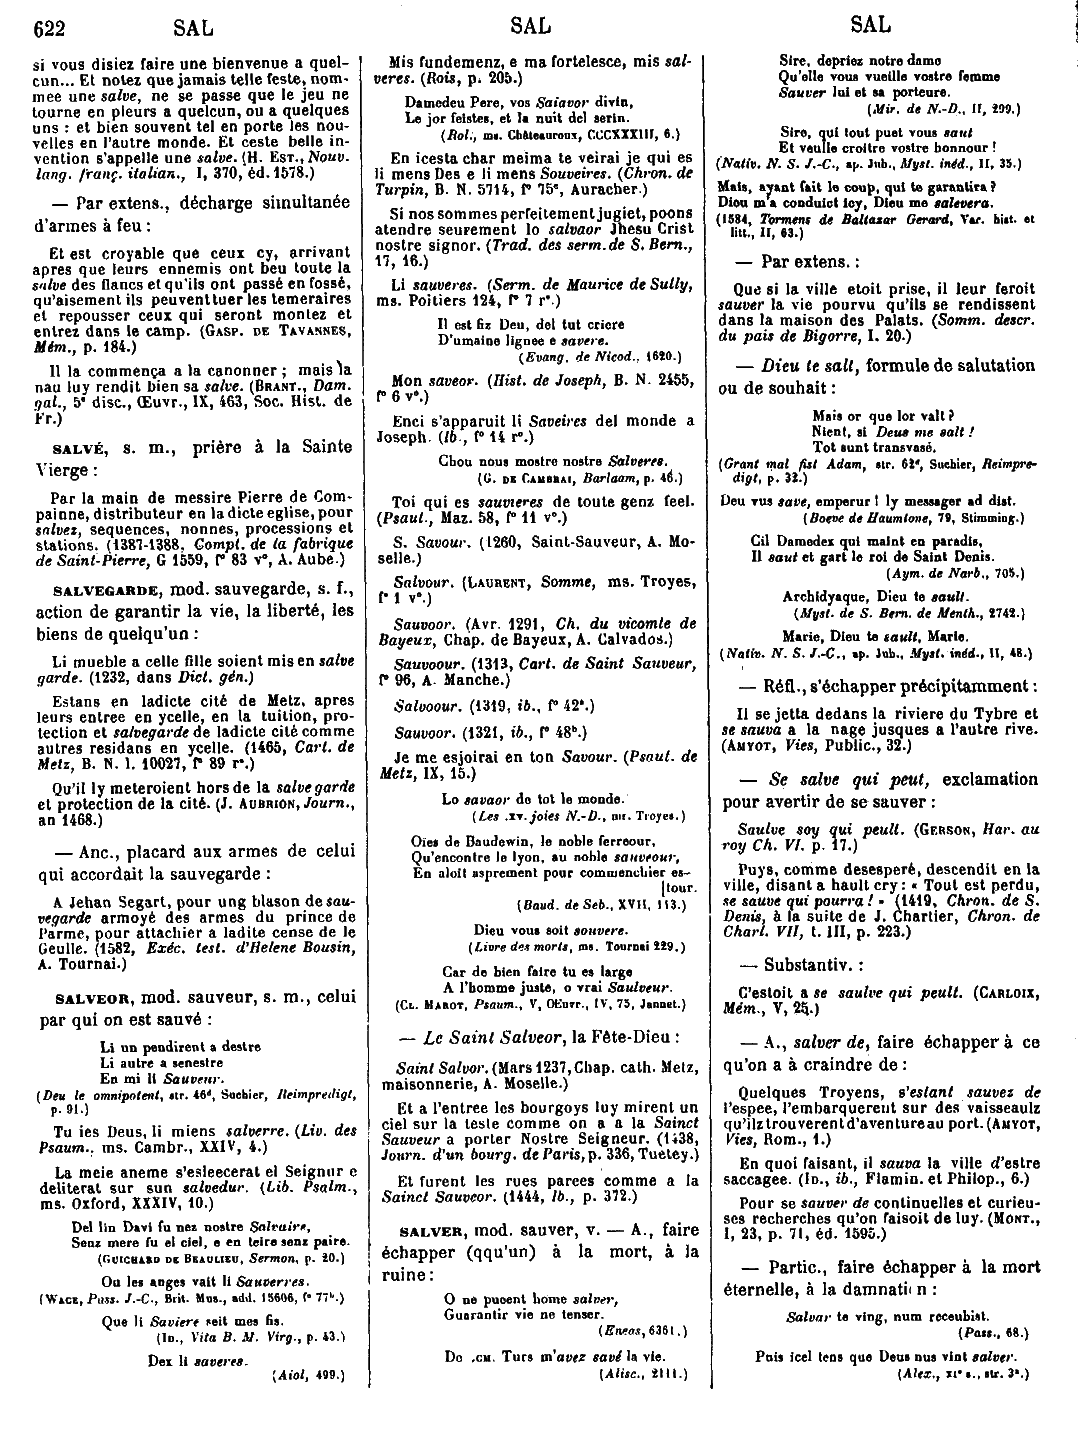 622 SAL SAL SAL
si vous disiez faire une bienvenue a quel-
cun... Et notez que jamais telle feste, nom-
mee une salve, ne se passe que le jeu ne
tourne en pleurs a quelcun, ou a quelques
uns : et bien souvent tel en porte les nou-
velles en l'autre monde. Et ceste belle in-
vention s'appelle une salve. (H. EST., Nouv.
lang. franç. italian., I, 370, éd. 1578.)
— Par extens., décharge simultanée
d'armes à feu :
Et est croyable que ceux cy, arrivant
apres que leurs ennemis ont beu toute la
salve des flancs et qu'ils ont passé en fossé,
qu'aisement ils peuvent tuer les temeraires
et repousser ceux qui seront montez et
entrez dans le camp. (GASP. DE TAVANNES,
Mém., p. 184.)
Il la commença a la canonner ; mais la
nau luy rendit bien sa salve. (BRANT., Dam.
gal., 5e disc., Œuvr., IX, 463, Soc. Hist. de
Fr.)
SALVÉ, s. m., prière à la Sainte
Vierge :
Par la main de messire Pierre de Com-
painne, distributeur en la dicte eglise, pour
salvez, sequences, nonnes, processions et
stations. (1387-1388, Compt. de la fabrique
de Saint-Pierre, G 1559, f° 83 v°, A. Aube.)
SALVEGARDE, mod. sauvegarde, s. f.,
action de garantir la vie, la liberté, les
biens de quelqu'un :
Li mueble a celle fille soient mis en salve
garde. (1232, dans Dict. gén.)
Estans en ladicte cité de Metz, apres
leurs entree en ycelle, en la tuition, pro-
tection et salvegarde de ladicte cité comme
autres residans en ycelle. (1465, Cart. de
Metz, B. N. l. 10027, f° 89 r°.)
Qu'il ly meteroient hors de la salve garde
et protection de la cité. (J. AUBRION, Journ.,
an 1468.)
— Anc., placard aux armes de celui
qui accordait la sauvegarde :
A Jehan Segart, pour ung blason de sau-
vegarde armoyé des armes du prince de
Parme, pour attachier a ladite cense de le
Geulle. (1582, Exéc. test. d'Helene Bousin,
A. Tournai.)
SALVEOR, mod. sauveur, s. m., celui
par qui on est sauvé :
Li un pendirent a destre
Li autre a senestre
En mi li Sauveur.
(Deu le omnipotent, str. 46d, Suchier, Reimpredigt,
p. 91.)
Tu ies Deus, li miens salverre. (Liv. des
Psaum., ms. Cambr., XXIV, 4.)
La meie aneme s'esleecerat el Seignur e
deliterat sur sun salvedur. (Lib. Psalm.,
ms. Oxford, XXXIV, 10.)
Del lin Davi fu nez nostre Salvaire,
Senz mere fu el ciel, e en teire senz paire.
(GUICHARD DE BEAULIEU, Sermon, p. 20.)
Ou les anges vait li Sauverres.
(WACE, Pass. J.-C., Brit. Mus., add. 15606, f° 77b.)
Que li Saviere seit mes fis.
(ID., Vita B. M. Virg., p. 43.)
Dex li saveres.
(Aiol, 499.)
Mis fundemenz, e ma fortelesce, mis sal-
veres. (Rois, p. 205.)
Damedeu Pere, vos Saiavor divin,
Le jor feistes, et la nuit del serin.
(Rol., ms. Châteauroux, CCCXXXIII, 6.)
En icesta char meima te veirai je qui es
li mens Des e li mens Souveires. (Chron. de
Turpin, B. N. 5714, f° 75c, Auracher.)
Si nos sommes perfeitement jugiet, poons
atendre seurement lo salvaor Jhesu Crist
nostre signor. (Trad. des serm. de S. Bern.,
17, 16.)
Li sauveres. (Serm. de Maurice de Sully,
ms. Poitiers 124, f° 7 r°.)
Il est fiz Deu, del tut criere
D'umaine lignee e savere.
(Evang. de Nicod., 1620.)
Mon saveor. (Hist. de Joseph, B. N. 2455,
f° 6 v°.)
Enci s'apparuit li Saveires del monde a
Joseph. (Ib., f° 14 r°.)
Chou nous mostre nostre Salveres.
(G. DE CAMBRAI, Barlaam, p. 46.)
Toi qui es sauvieres de toute genz feel.
(Psaut., Maz. 58, f° 11 v°.)
S. Savour. (1260, Saint-Sauveur, A. Mo-
selle.)
Salvour. (LAURENT, Somme, ms. Troyes,
f° 1 v°.)
Sauvoor. (Avr. 1291, Ch. du vicomte de
Bayeux, Chap. de Bayeux, A. Calvados.)
Sauvoour. (1313, Cart. de Saint Sauveur,
f° 96, A. Manche.)
Salvoour. (1319, ib., f° 42a.)
Sauvoor. (1321, ib., f° 48b.)
Je me esjoirai en ton Savour. (Psaut. de
Metz, IX, 15.)
Lo savaor de tot le monde.
(Les .xv. joies N.-D., ms. Troyes.)
Oies de Baudewin, le noble ferreour,
Qu'encontre le lyon, au noble sauveour,
En aloit asprement pour commenchier es-
[tour.
(Baud. de Seb., XVII, 113.)
Dieu vous soit souvere.
(Livre des morts, ms. Tournai 229.)
Car de bien faire tu es large
A l'homme juste, o vrai Saulveur.
(CL. MAROT, Psaum., V, OEuvr., IV, 75, Jannet.)
— Le Saint Salveor, la Fête-Dieu :
Saint Salvor. (Mars 1237, Chap. cath. Metz,
maisonnerie, A. Moselle.)
Et a l'entree les bourgoys luy mirent un
ciel sur la teste comme on a a la Sainct
Sauveur a porter Nostre Seigneur. (1438,
Journ. d'un bourg. de Paris, p. 336, Tuetey.)
Et furent les rues parees comme a la
Sainct Sauveor. (1444, Ib., p. 372.)
SALVER, mod. sauver, v. — A., faire
échapper (qqu'un) à la mort, à la
ruine :
O ne pucent home salver,
Guarantir vie ne tenser.
(Eneas, 6361.)
Do .CM. Turs m'avez savé la vie.
(Alisc., 2111.)
Sire, depriez notre dame
Qu'elle vous vueille vostre femme
Sauver lui et sa porteure.
(Mir. de N.-D., II, 299.)
Sire, qui tout puet vous saut
Et veulle croitre vostre bonnour !
(Nativ. N. S. J.-C., ap. Jub., Myst. inéd., II, 35.)
Mais, ayant fait le coup, qui te garantira ?
Dieu m'a conduict icy, Dieu me salevera.
(1584, Tormens de Baltazar Gerard, Var. hist. et
litt., II, 63.)
— Par extens. :
Que si la ville etoit prise, il leur feroit
sauver la vie pourvu qu'ils se rendissent
dans la maison des Palats. (Somm. descr.
du pais de Bigorre, I. 20.)
— Dieu te salt, formule de salutation
ou de souhait :
Mais or que lor valt ?
Nient, si Deus me salt !
Tot sunt transvasé.
(Grant mal fist Adam, str. 62d, Suchier, Reimpre-
digt, p. 32.)
Deu vus save, emperur ! ly messager ad dist.
(Boeve de Haumtone, 79, Stimming.)
Cil Damedex qui maint en paradis,
Il saut et gart le roi de Saint Denis.
(Aym. de Narb., 705.)
Archidyaque, Dieu te sault.
(Myst. de S. Bern. de Menth., 2742.)
Marie, Dieu te sault, Marie.
(Nativ. N. S. J.-C., ap. Jub., Myst. inéd., II, 48.)
— Réfl., s'échapper précipitamment :
Il se jetta dedans la riviere du Tybre et
se sauva a la nage jusques a l'autre rive.
(AMYOT, Vies, Public., 32.)
— Se salve qui peut, exclamation
pour avertir de se sauver :
Saulve soy qui peult. (GERSON, Har. au
roy Ch. VI. p. 17.)
Puys, comme desesperé, descendit en la
ville, disant a hault cry : « Tout est perdu,
se sauve qui pourra ! » (1419, Chron. de S.
Denis, à la suite de J. Chartier, Chron. de
Charl. VII, t. III, p. 223.)
— Substantiv. :
C'estoit a se saulve qui peult. (CARLOIX,
Mém., V, 25.)
— A., salver de, faire échapper à ce
qu'on a à craindre de :
Quelques Troyens, s'estant sauvez de
l'espee, l'embarquerent sur des vaisseaulz
qu'ilz trouverent d'aventure au port. (AMYOT,
Vies, Rom., 1.)
En quoi faisant, il sauva la ville d'estre
saccagee. (ID., ib., Flamin. et Philop., 6.)
Pour se sauver de continuelles et curieu-
ses recherches qu'on faisoit de luy. (MONT.,
I, 23, p. 71, éd. 1595.)
— Partic., faire échapper à la mort
éternelle, à la damnation :
Salvar te ving, num receubist.
(Pass., 68.)
Puis icel tens que Deus nus vint salver.
(Alex., XIe s., str. 3a.)